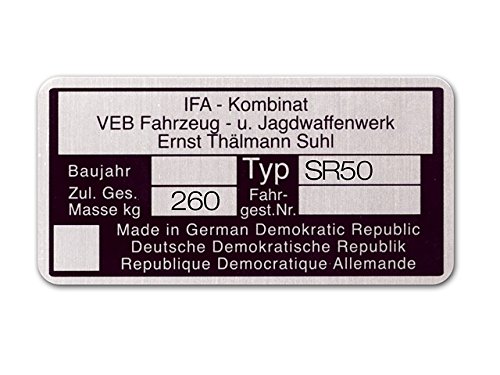 IFA - Kombinat
VEB Fahrzeug - u. Jagdwaffenwerk
Ernst Thälmann Suhl
Baujahr Typ SR50
Zul. Ges. Fahr-
Masse kg 260 gest.Nr.
Made in German Demokratic Republic
Deutsche Demokratische Republik
Republique Democratique Allemande